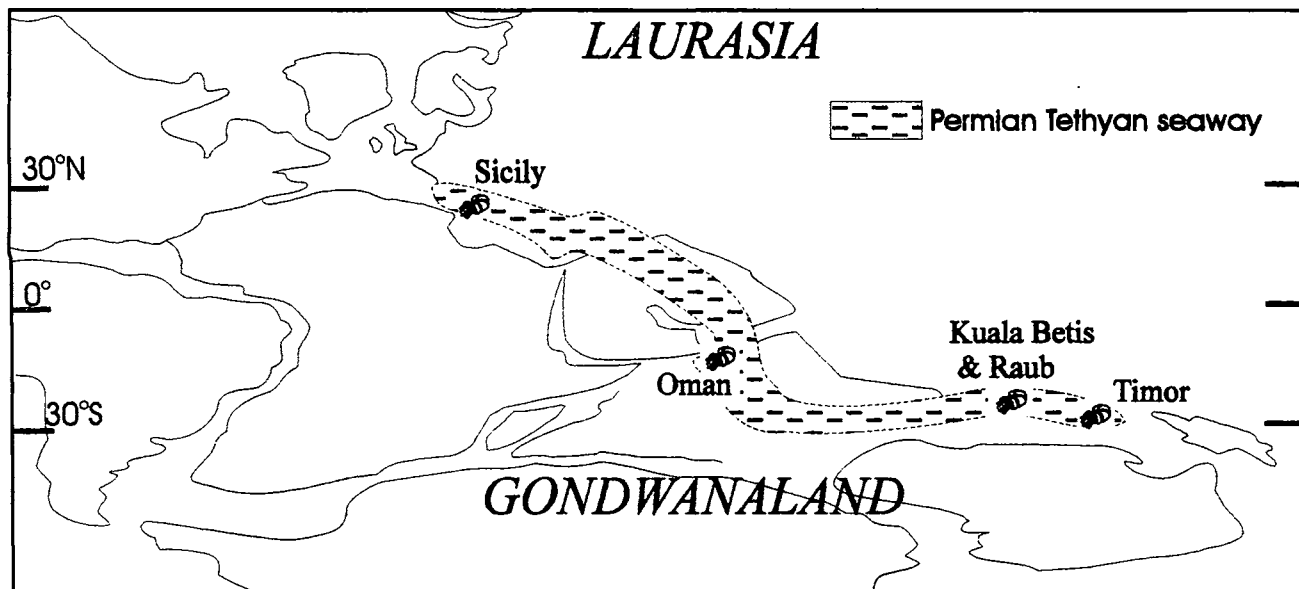 LAURASIA
Permian Tethyan seaway
30°N
Sicily
0°
Kuala Betis
& Raub
Oman
Timor
30°S
GONDWANALAND